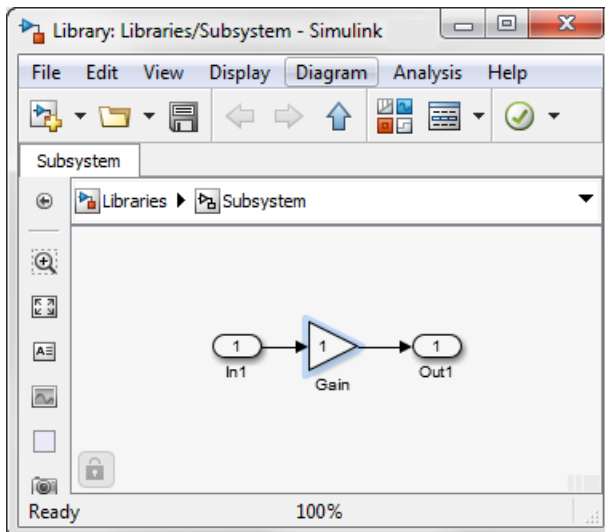 Library: Libraries/Subsystem - Simulink
File Edit View Display Diagram Analysis Help
Subsystem
Libraries Subsystem
1 1 1
In1 Gain Out1
A
Ready 100%